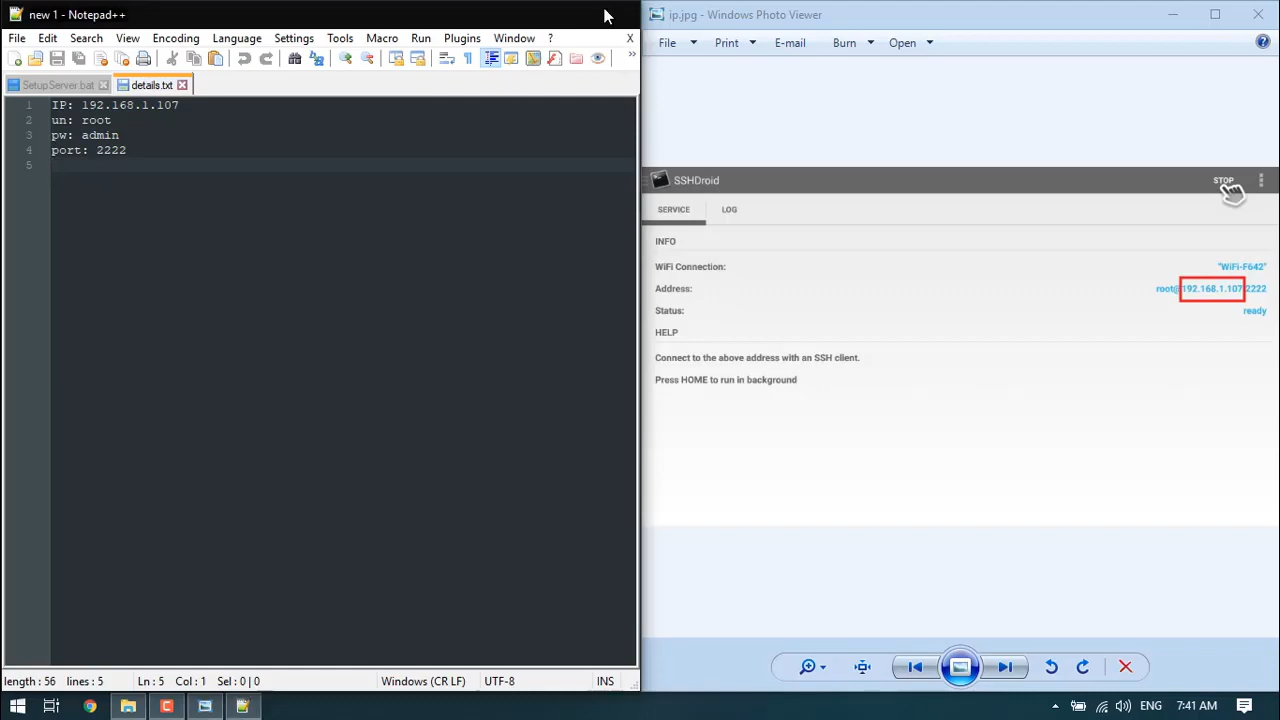 new 1 - Notepad++
File Edit Search View Encoding Language Settings Tools Macro Run Plugins Window ? X
SetupServer.bat details.txt
1 IP: 192.168.1.107
2 un: root
3 pw: admin
4 port: 2222
5
length : 56 lines : 5 Ln : 5 Col : 1 Sel : 0 | 0 Windows (CR LF) UTF-8 INS
ip.jpg - Windows Photo Viewer
File Print E-mail Burn Open
SSHDroid STOP
SERVICE LOG
INFO
WiFi Connection: "WiFi-F642"
Address: root@192.168.1.107:2222
Status: ready
HELP
Connect to the above address with an SSH client.
Press HOME to run in background
ENG 7:41 AM